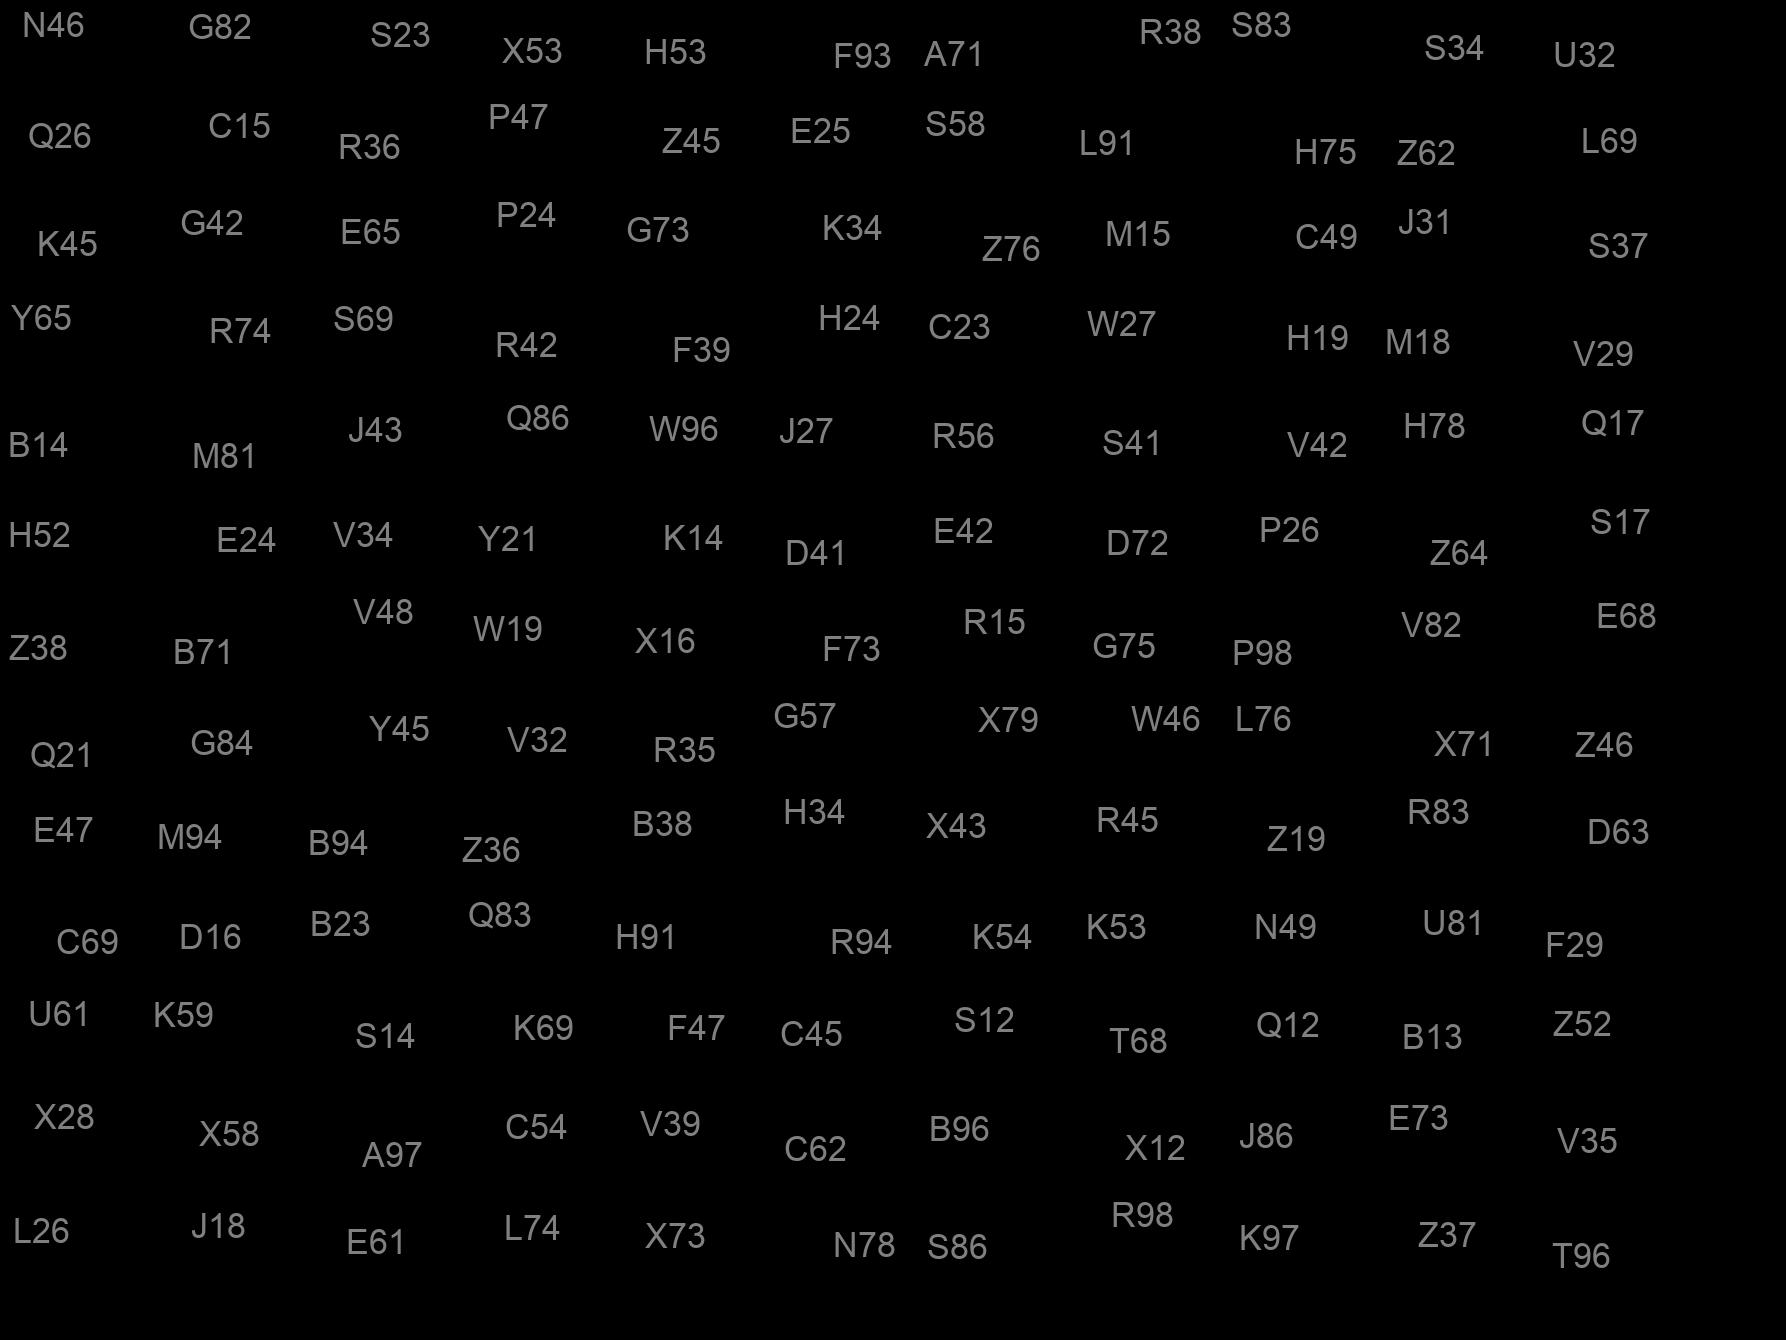 N46 G82 S23 X53 H53 F93 A71 R38 S83 S34 U32
Q26 C15 R36 P47 Z45 E25 S58 L91 H75 Z62 L69
K45 G42 E65 P24 G73 K34 Z76 M15 C49 J31 S37
Y65 R74 S69 R42 F39 H24 C23 W27 H19 M18 V29
B14 M81 J43 Q86 W96 J27 R56 S41 V42 H78 Q17
H52 E24 V34 Y21 K14 D41 E42 D72 P26 Z64 S17
Z38 B71 V48 W19 X16 F73 R15 G75 P98 V82 E68
Q21 G84 Y45 V32 R35 G57 X79 W46 L76 X71 Z46
E47 M94 B94 Z36 B38 H34 X43 R45 Z19 R83 D63
C69 D16 B23 Q83 H91 R94 K54 K53 N49 U81 F29
U61 K59 S14 K69 F47 C45 S12 T68 Q12 B13 Z52
X28 X58 A97 C54 V39 C62 B96 X12 J86 E73 V35
L26 J18 E61 L74 X73 N78 S86 R98 K97 Z37 T96